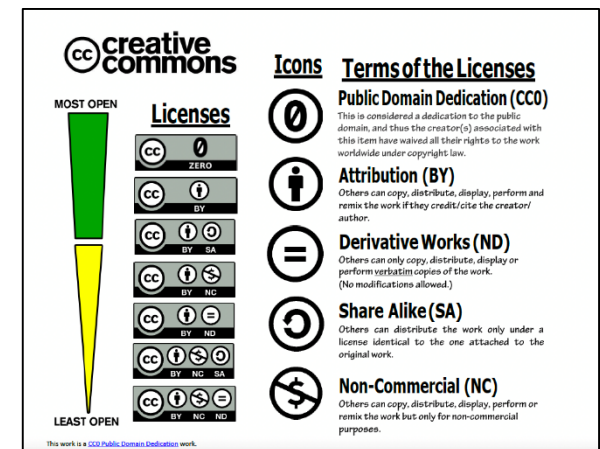 cc creative commons
MOST OPEN
Licenses
cc 0
ZERO
cc
BY
cc
BY SA
cc $
BY NC
cc =
BY ND
cc $
BY NC SA
cc $ =
BY NC ND
LEAST OPEN
Icons
Terms of the Licenses
0
Public Domain Dedication (CC0)
This is considered a dedication to the public
domain, and thus the creator(s) associated with
this item have waived all their rights to the work
worldwide under copyright law.
Attribution (BY)
Others can copy, distribute, display, perform and
remix the work if they credit/cite the creator/
author.
=
Derivative Works (ND)
Others can only copy, distribute, display or
perform verbatim copies of the work.
(No modifications allowed.)
Share Alike (SA)
Others can distribute the work only under a
license identical to the one attached to the
original work.
$
Non-Commercial (NC)
Others can copy, distribute, display, perform or
remix the work but only for non-commercial
purposes.
This work is a CC0 Public Domain Dedication work.